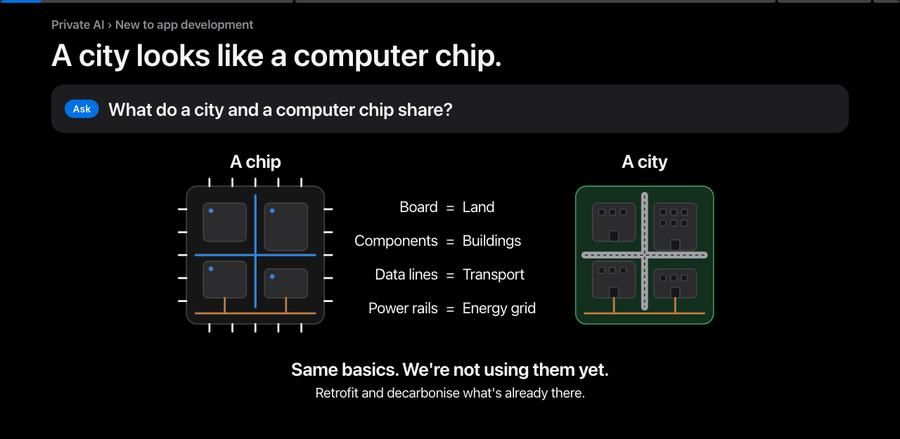 Private AI › New to app development
A city looks like a computer chip.
Ask What do a city and a computer chip share?
A chip
A city
Board = Land
Components = Buildings
Data lines = Transport
Power rails = Energy grid
Same basics. We're not using them yet.
Retrofit and decarbonise what's already there.